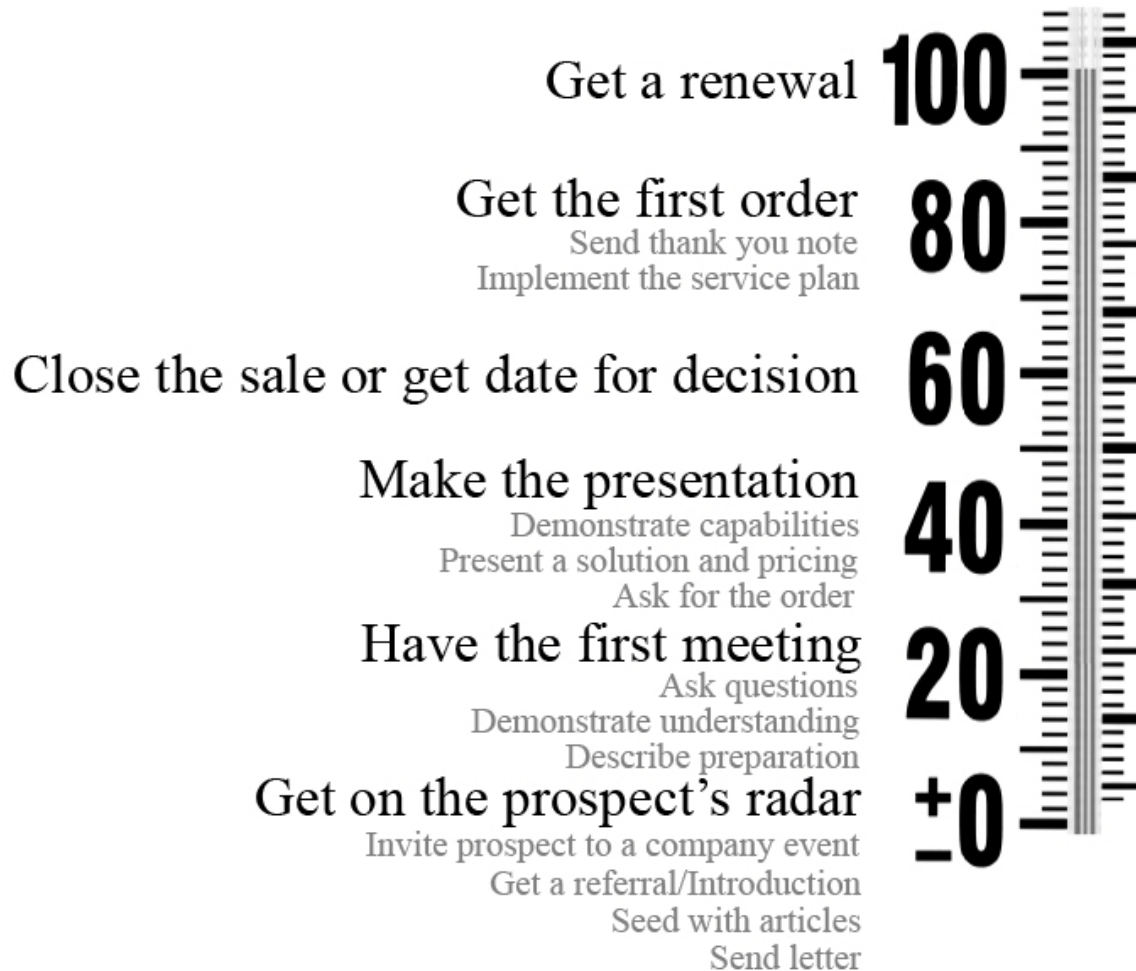 Get a renewal 100
Get the first order 80
Send thank you note
Implement the service plan
Close the sale or get date for decision 60
Make the presentation 40
Demonstrate capabilities
Present a solution and pricing
Ask for the order
Have the first meeting 20
Ask questions
Demonstrate understanding
Describe preparation
Get on the prospect’s radar ±0
Invite prospect to a company event
Get a referral/Introduction
Seed with articles
Send letter